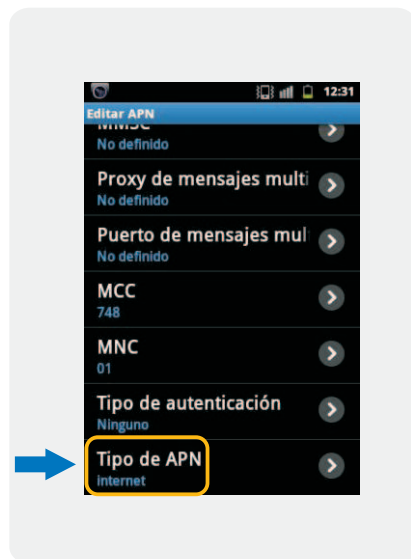 12:31
Editar APN
MMSC
No definido
Proxy de mensajes multi
No definido
Puerto de mensajes mul
No definido
MCC
748
MNC
01
Tipo de autenticación
Ninguno
Tipo de APN
internet